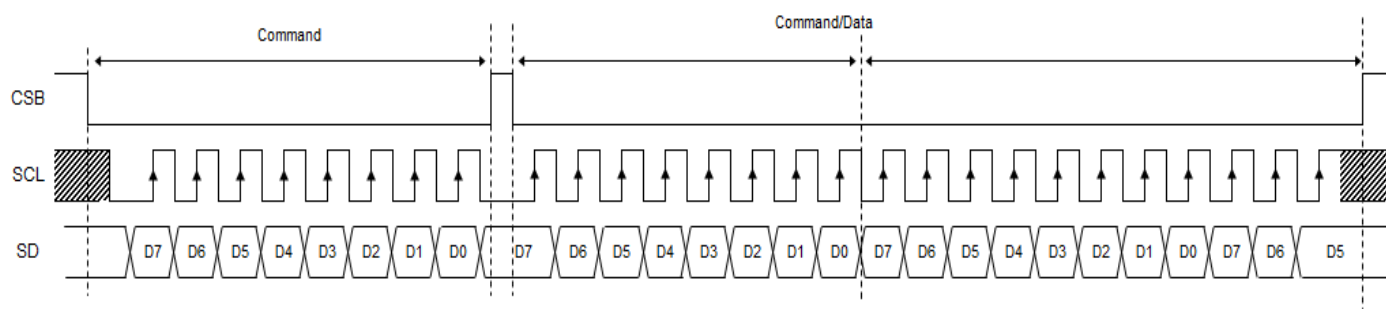 Command
Command/Data
CSB
SCL
SD
D7 D6 D5 D4 D3 D2 D1 D0 D7 D6 D5 D4 D3 D2 D1 D0 D7 D6 D5 D4 D3 D2 D1 D0 D7 D6 D5